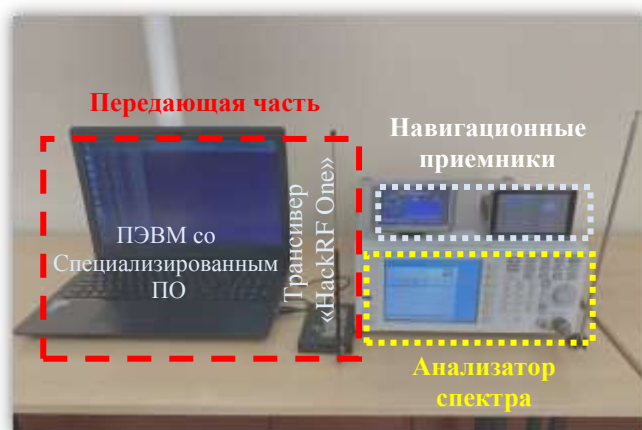 Передающая часть
Навигационные
приемники
ПЭВМ со
Специализированным
ПО
Трансивер
«HackRF One»
Анализатор
спектра